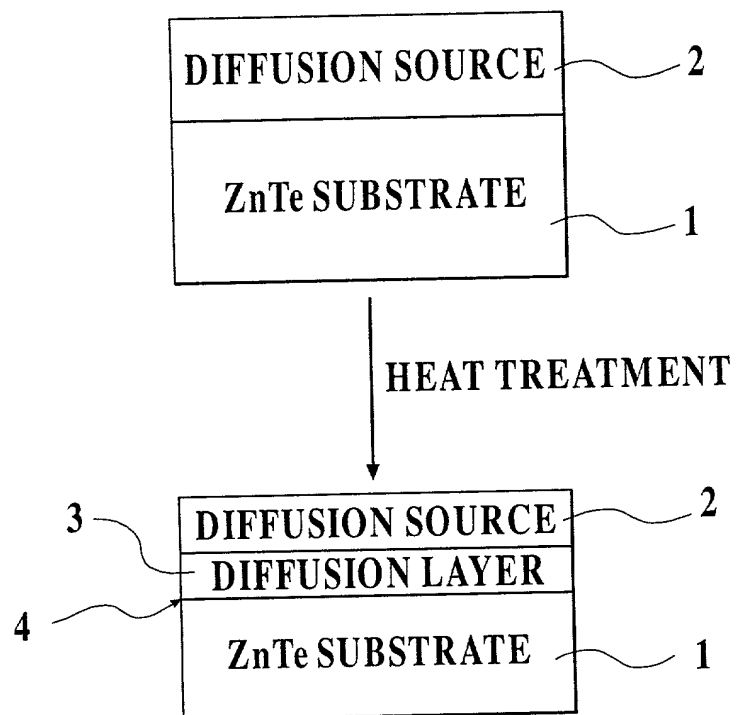 DIFFUSION SOURCE 2
ZnTe SUBSTRATE
1
HEAT TREATMENT
DIFFUSION SOURCE 2
3
DIFFUSION LAYER
4
ZnTe SUBSTRATE 1